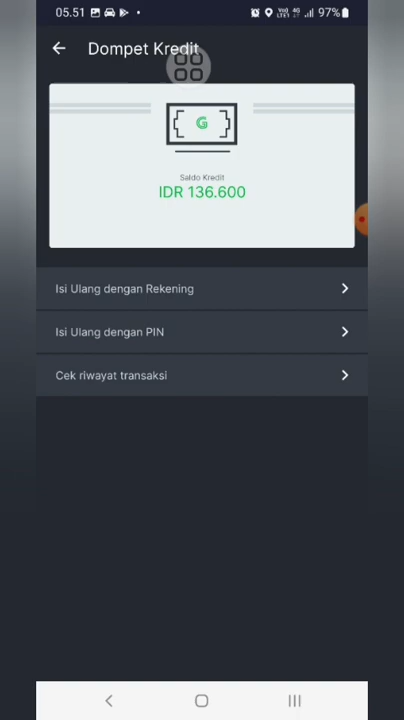 05.51 97%
Dompet Kredit
G
Saldo Kredit
IDR 136.600
Isi Ulang dengan Rekening
Isi Ulang dengan PIN
Cek riwayat transaksi